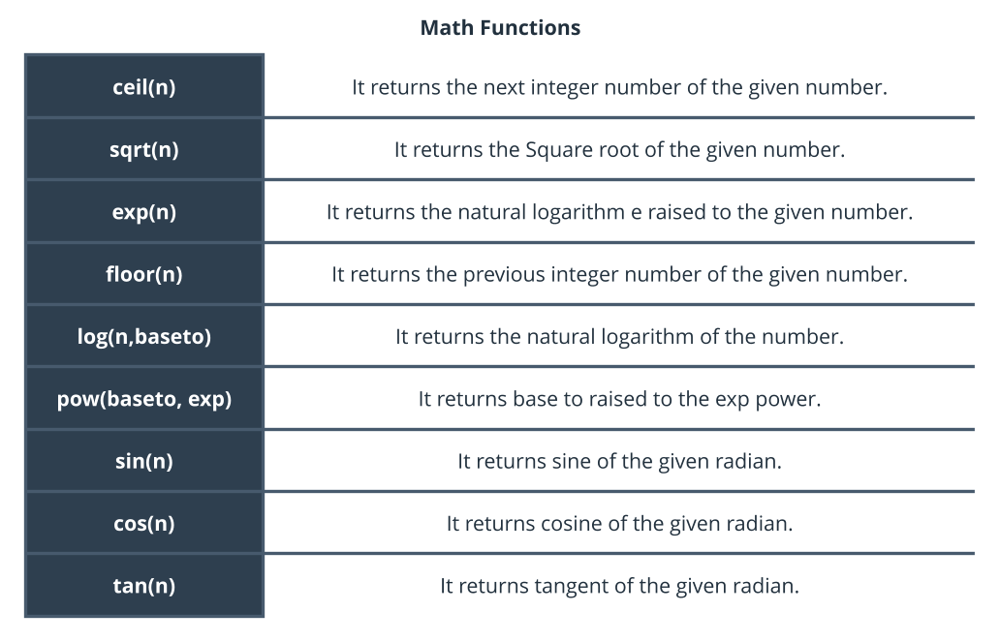 Math Functions
ceil(n) It returns the next integer number of the given number.
sqrt(n) It returns the Square root of the given number.
exp(n) It returns the natural logarithm e raised to the given number.
floor(n) It returns the previous integer number of the given number.
log(n,baseto) It returns the natural logarithm of the number.
pow(baseto, exp) It returns base to raised to the exp power.
sin(n) It returns sine of the given radian.
cos(n) It returns cosine of the given radian.
tan(n) It returns tangent of the given radian.